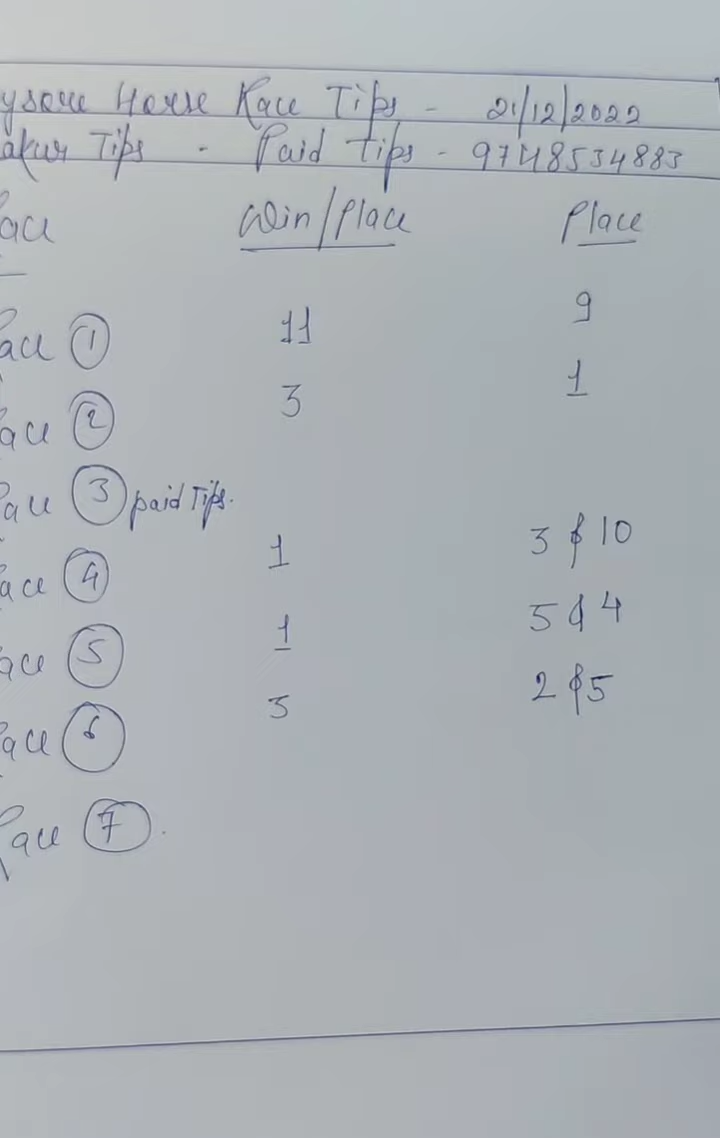 ysore Horse Race Tips - 21/12/2022
akur Tips - Paid Tips - 9748534883
ace Win/Place Place
ace 1 11 9
ace 2 3 1
Race 3 paid Tips.
ace 4 1 3 & 10
ace 5 1 5 & 4
ace 6 3 2 & 5
Race 7.